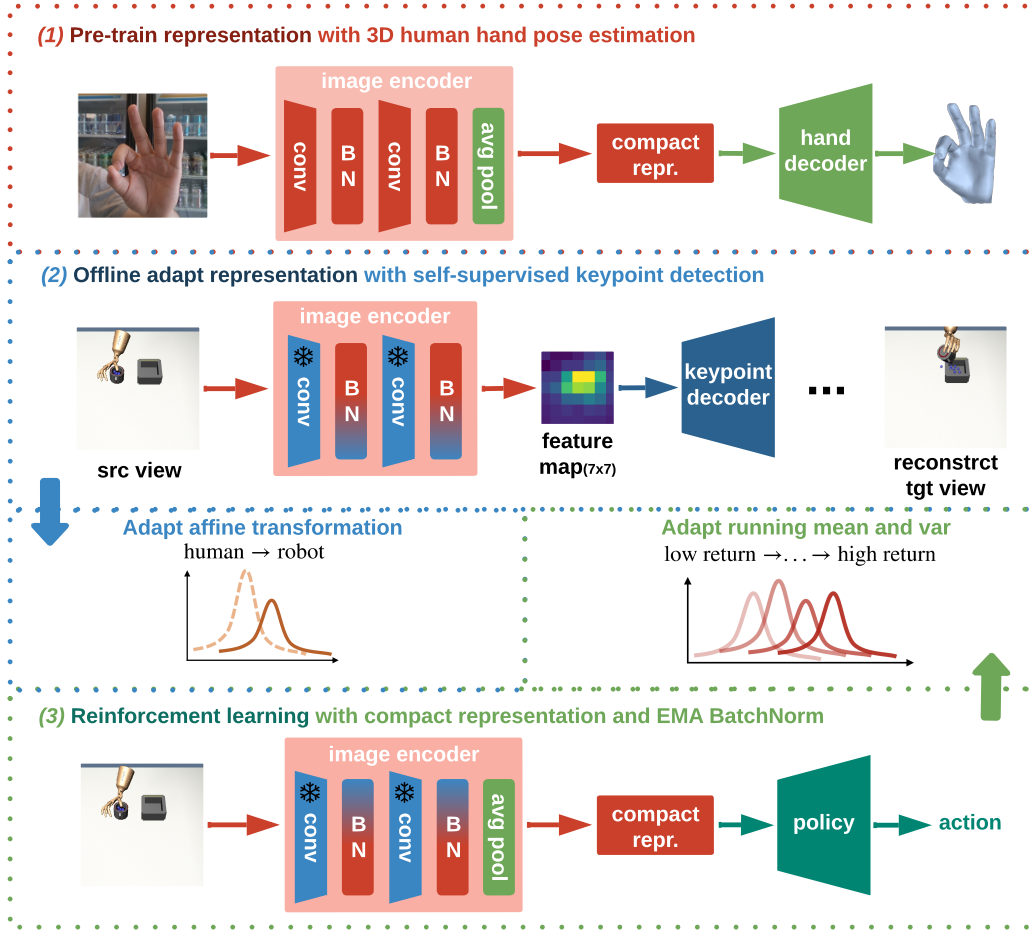 (1) Pre-train representation with 3D human hand pose estimation
image encoder
conv
B
N
conv
B
N
avg pool
compact
repr.
hand
decoder
(2) Offline adapt representation with self-supervised keypoint detection
image encoder
conv
B
N
conv
B
N
src view
feature
map(7x7)
keypoint
decoder
...
reconstrct
tgt view
Adapt affine transformation
human → robot
Adapt running mean and var
low return →...→ high return
(3) Reinforcement learning with compact representation and EMA BatchNorm
image encoder
conv
B
N
conv
B
N
avg pool
compact
repr.
policy
action